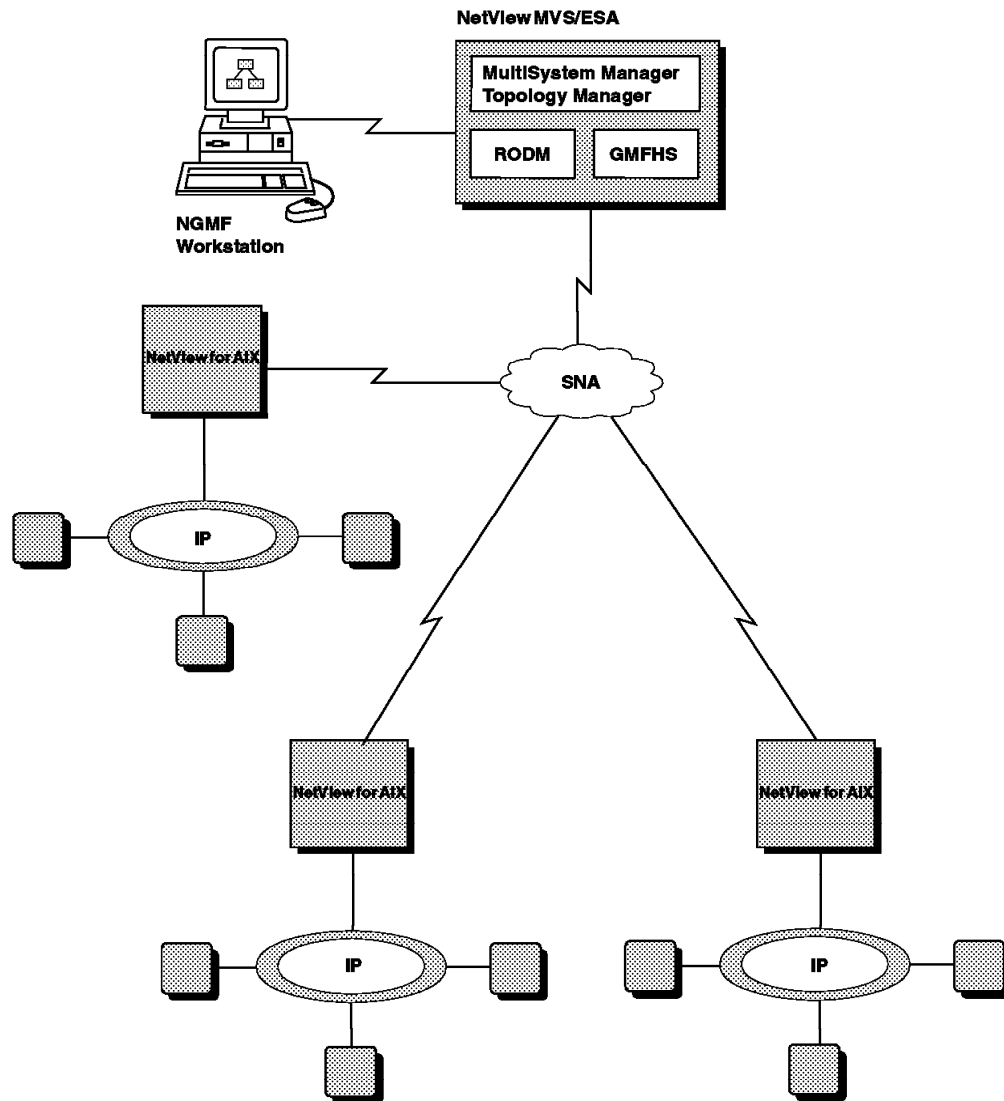 NetView MVS/ESA
MultiSystem Manager
Topology Manager
RODM
GMFHS
NGMF
Workstation
NetView for AIX
SNA
IP
NetView for AIX
NetView for AIX
IP
IP